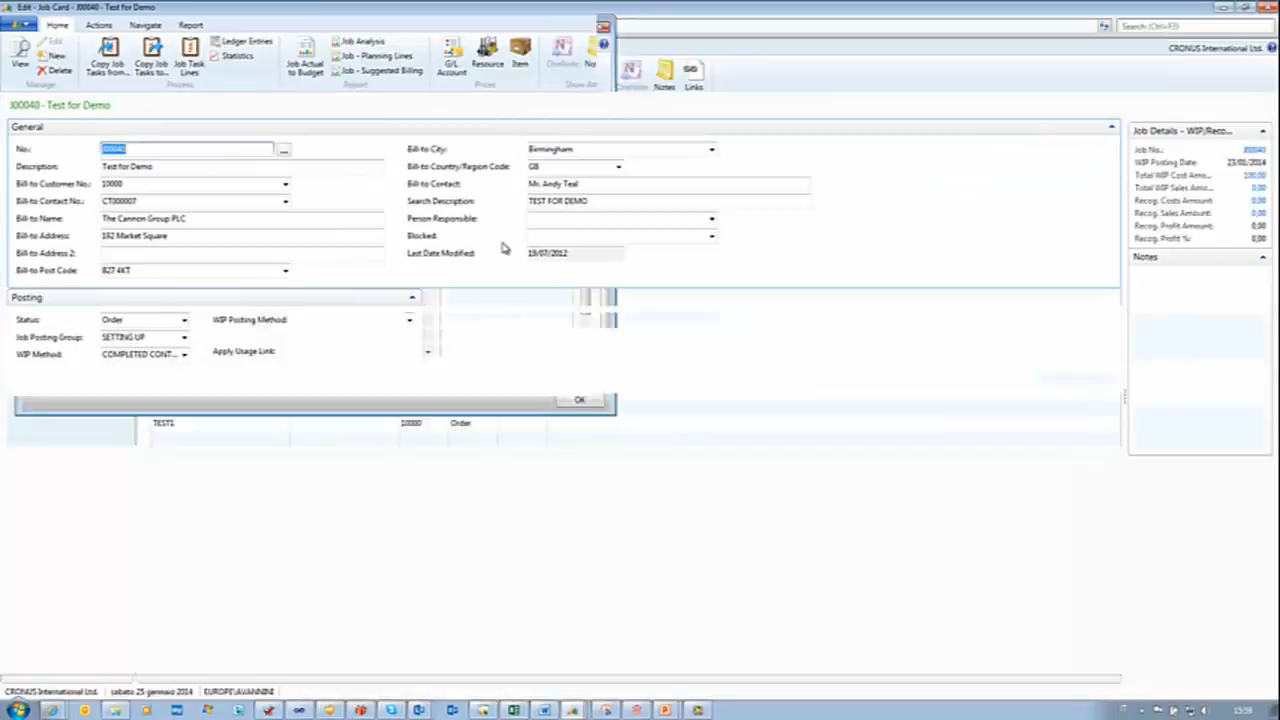 Edit - Job Card - J00040 - Test for Demo
Home Actions Navigate Report
Search (Ctrl+F3)
CRONUS International Ltd.
View
Edit
New
Delete
Manage
Copy Job Tasks from...
Copy Job Tasks to...
Job Task Lines
Ledger Entries
Statistics
Process
Job Actual to Budget
Job Analysis
Job - Planning Lines
Job - Suggested Billing
Report
G/L Account
Resource
Item
Prices
OneNote
No
Show Att
OneNote
Notes
Links
J00040 - Test for Demo
General
No.: J00040
Description: Test for Demo
Bill-to Customer No.: 10000
Bill-to Contact No.: CT000007
Bill-to Name: The Cannon Group PLC
Bill-to Address: 192 Market Square
Bill-to Address 2:
Bill-to Post Code: B27 4KT
Bill-to City: Birmingham
Bill-to Country/Region Code: GB
Bill-to Contact: Mr. Andy Teal
Search Description: TEST FOR DEMO
Person Responsible:
Blocked:
Last Date Modified: 19/07/2012
Posting
Status: Order
Job Posting Group: SETTING UP
WIP Method: COMPLETED CONT...
WIP Posting Method:
Apply Usage Link:
OK
TEST1 10000 Order
Job Details - WIP/Reco...
Job No.: J00040
WIP Posting Date: 23/01/2014
Total WIP Cost Amo... 100,00
Total WIP Sales Amo... 0,00
Recog. Costs Amount: 0,00
Recog. Sales Amount: 0,00
Recog. Profit Amount: 0,00
Recog. Profit %: 0,00
Notes
CRONUS International Ltd. sabato 25 gennaio 2014 EUROPE\AVANNINI
IT